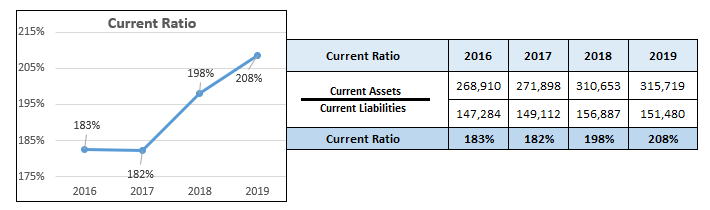 Current Ratio
215%
205%
195%
185%
175%
183%
182%
198%
208%
2016 2017 2018 2019
Current Ratio 2016 2017 2018 2019
Current Assets 268,910 271,898 310,653 315,719
Current Liabilities 147,284 149,112 156,887 151,480
Current Ratio 183% 182% 198% 208%